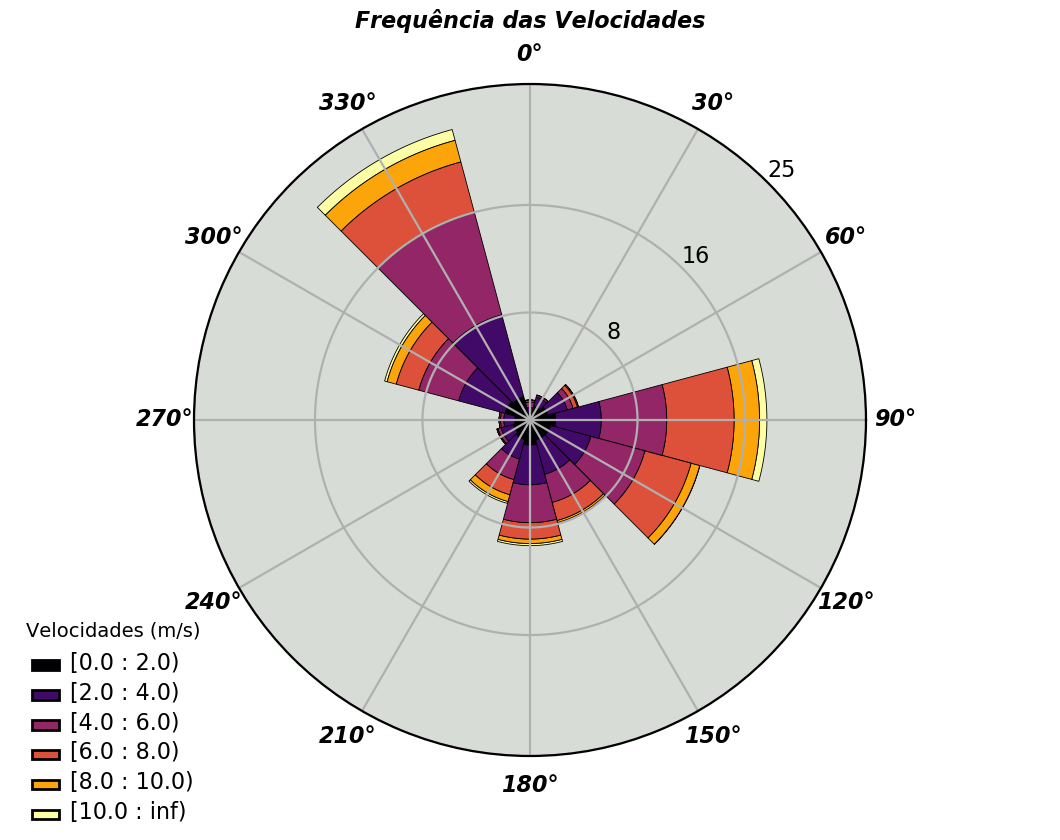 Frequência das Velocidades
0°
330°
30°
25
300°
60°
16
8
270°
90°
240°
120°
210°
150°
180°
Velocidades (m/s)
[0.0 : 2.0)
[2.0 : 4.0)
[4.0 : 6.0)
[6.0 : 8.0)
[8.0 : 10.0)
[10.0 : inf)